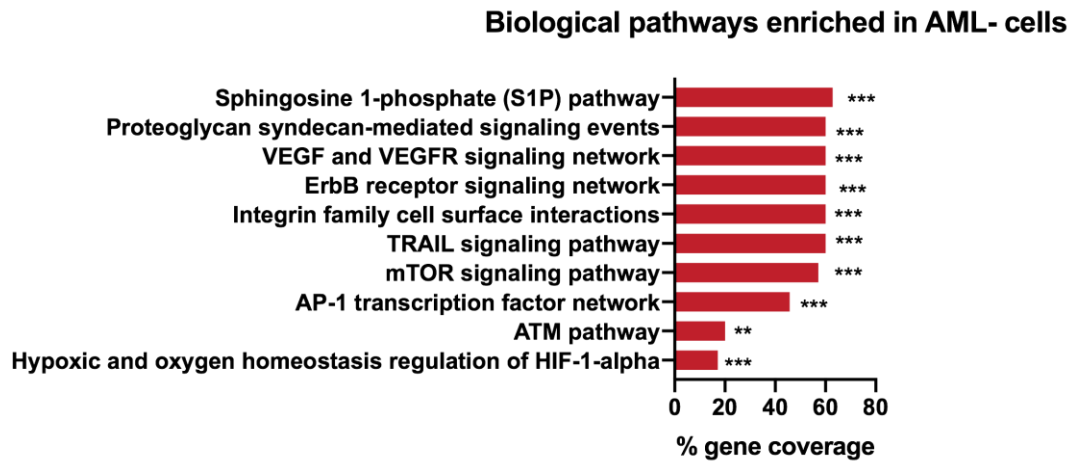 Biological pathways enriched in AML- cells
Sphingosine 1-phosphate (S1P) pathway ***
Proteoglycan syndecan-mediated signaling events ***
VEGF and VEGFR signaling network ***
ErbB receptor signaling network ***
Integrin family cell surface interactions ***
TRAIL signaling pathway ***
mTOR signaling pathway ***
AP-1 transcription factor network ***
ATM pathway **
Hypoxic and oxygen homeostasis regulation of HIF-1-alpha ***
0 20 40 60 80
% gene coverage